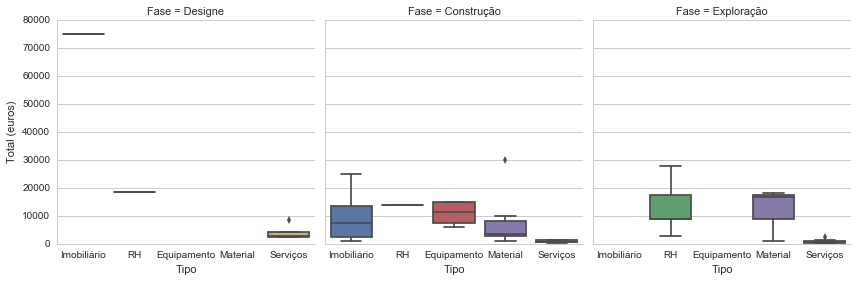 Fase = Designe
Fase = Construção
Fase = Exploração
Total (euros)
80000
70000
60000
50000
40000
30000
20000
10000
0
Imobiliário RH Equipamento Material Serviços
Imobiliário RH Equipamento Material Serviços
Imobiliário RH Equipamento Material Serviços
Tipo
Tipo
Tipo